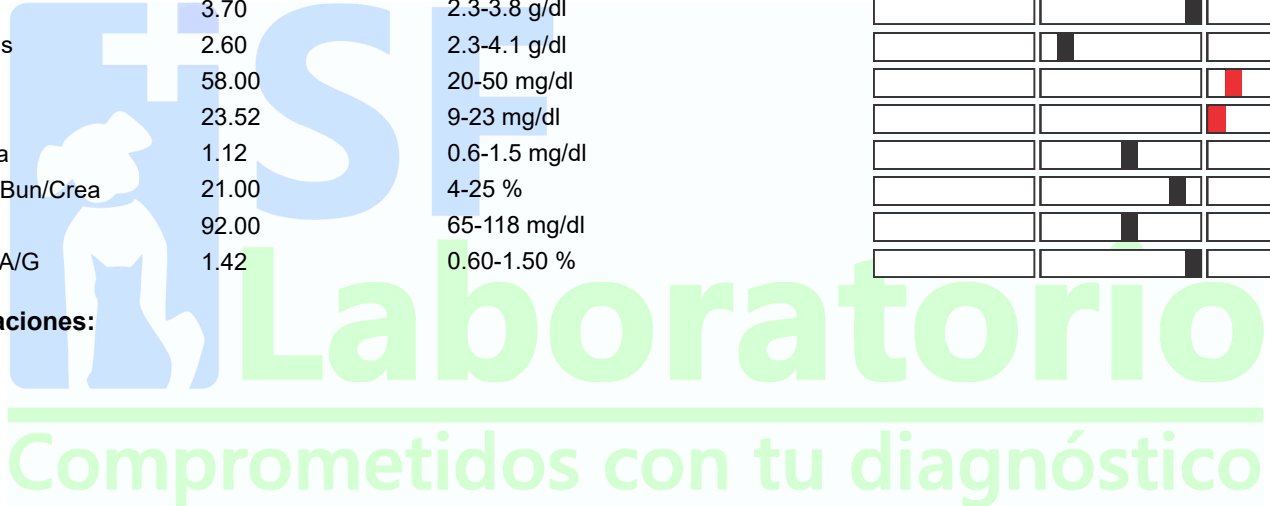 3.70 2.3-3.8 g/dl
s 2.60 2.3-4.1 g/dl
58.00 20-50 mg/dl
23.52 9-23 mg/dl
a 1.12 0.6-1.5 mg/dl
Bun/Crea 21.00 4-25 %
92.00 65-118 mg/dl
A/G 1.42 0.60-1.50 %
aciones:
SF
Laboratorio
Comprometidos con tu diagnóstico